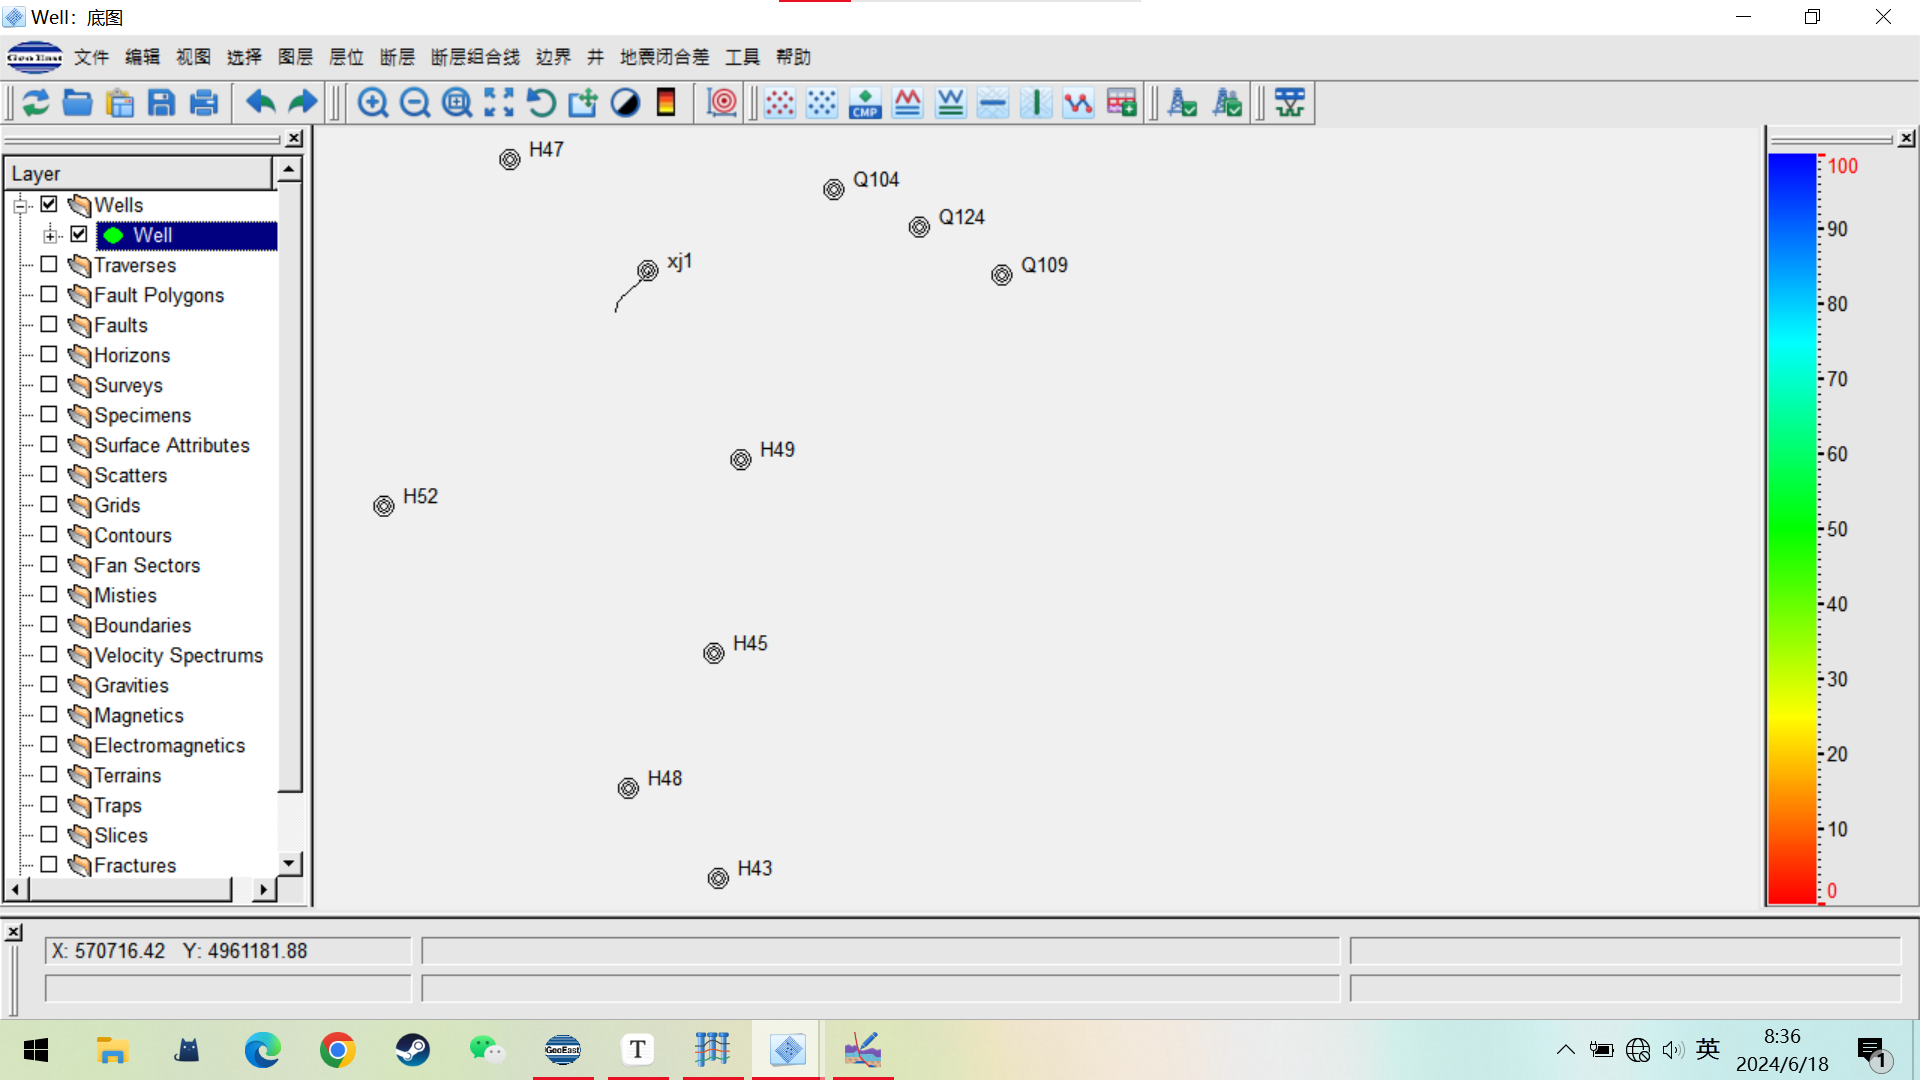 Well：底图
GeoEast 文件 编辑 视图 选择 图层 层位 断层 断层组合线 边界 井 地震闭合差 工具 帮助
CMP
Layer
Wells
Well
Traverses
Fault Polygons
Faults
Horizons
Surveys
Specimens
Surface Attributes
Scatters
Grids
Contours
Fan Sectors
Misties
Boundaries
Velocity Spectrums
Gravities
Magnetics
Electromagnetics
Terrains
Traps
Slices
Fractures
H47
Q104
Q124
xj1
Q109
H49
H52
H45
H48
H43
100
90
80
70
60
50
40
30
20
10
0
X: 570716.42 Y: 4961181.88
GeoEast
T
英
8:36
2024/6/18
1